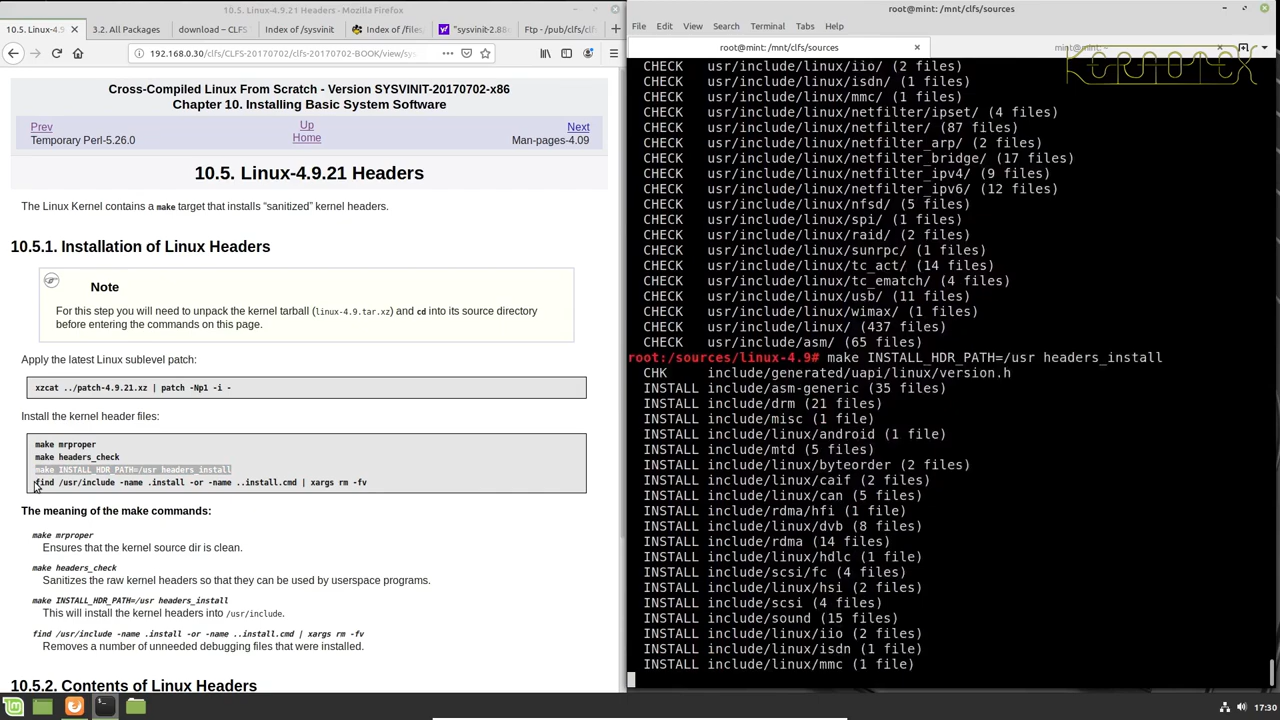 10.5. Linux-4.9.21 Headers - Mozilla Firefox
10.5. Linux-4.9
3.2. All Packages
download – CLFS
Index of /sysvinit
Index of /files
"sysvinit-2.88
Ftp - /pub/clfs/
192.168.0.30/clfs/CLFS-20170702/clfs-20170702-BOOK/view/sy
Cross-Compiled Linux From Scratch - Version SYSVINIT-20170702-x86
Chapter 10. Installing Basic System Software
Prev
Up
Next
Temporary Perl-5.26.0
Home
Man-pages-4.09
10.5. Linux-4.9.21 Headers
The Linux Kernel contains a make target that installs “sanitized” kernel headers.
10.5.1. Installation of Linux Headers
Note
For this step you will need to unpack the kernel tarball (linux-4.9.tar.xz) and cd into its source directory
before entering the commands on this page.
Apply the latest Linux sublevel patch:
xzcat ../patch-4.9.21.xz | patch -Np1 -i -
Install the kernel header files:
make mrproper
make headers_check
make INSTALL_HDR_PATH=/usr headers_install
find /usr/include -name .install -or -name ..install.cmd | xargs rm -fv
The meaning of the make commands:
make mrproper
Ensures that the kernel source dir is clean.
make headers_check
Sanitizes the raw kernel headers so that they can be used by userspace programs.
make INSTALL_HDR_PATH=/usr headers_install
This will install the kernel headers into /usr/include.
find /usr/include -name .install -or -name ..install.cmd | xargs rm -fv
Removes a number of unneeded debugging files that were installed.
10.5.2. Contents of Linux Headers
root@mint: /mnt/clfs/sources
File Edit View Search Terminal Tabs Help
root@mint: /mnt/clfs/sources
root@mint: ~
KERNOTEX
CHECK usr/include/linux/iio/ (2 files)
CHECK usr/include/linux/isdn/ (1 files)
CHECK usr/include/linux/mmc/ (1 files)
CHECK usr/include/linux/netfilter/ipset/ (4 files)
CHECK usr/include/linux/netfilter/ (87 files)
CHECK usr/include/linux/netfilter_arp/ (2 files)
CHECK usr/include/linux/netfilter_bridge/ (17 files)
CHECK usr/include/linux/netfilter_ipv4/ (9 files)
CHECK usr/include/linux/netfilter_ipv6/ (12 files)
CHECK usr/include/linux/nfsd/ (5 files)
CHECK usr/include/linux/spi/ (1 files)
CHECK usr/include/linux/raid/ (2 files)
CHECK usr/include/linux/sunrpc/ (1 files)
CHECK usr/include/linux/tc_act/ (14 files)
CHECK usr/include/linux/tc_ematch/ (4 files)
CHECK usr/include/linux/usb/ (11 files)
CHECK usr/include/linux/wimax/ (1 files)
CHECK usr/include/linux/ (437 files)
CHECK usr/include/asm/ (65 files)
root:/sources/linux-4.9# make INSTALL_HDR_PATH=/usr headers_install
CHK include/generated/uapi/linux/version.h
INSTALL include/asm-generic (35 files)
INSTALL include/drm (21 files)
INSTALL include/misc (1 file)
INSTALL include/linux/android (1 file)
INSTALL include/mtd (5 files)
INSTALL include/linux/byteorder (2 files)
INSTALL include/linux/caif (2 files)
INSTALL include/linux/can (5 files)
INSTALL include/rdma/hfi (1 file)
INSTALL include/linux/dvb (8 files)
INSTALL include/rdma (14 files)
INSTALL include/linux/hdlc (1 file)
INSTALL include/scsi/fc (4 files)
INSTALL include/linux/hsi (2 files)
INSTALL include/scsi (4 files)
INSTALL include/sound (15 files)
INSTALL include/linux/iio (2 files)
INSTALL include/linux/isdn (1 file)
INSTALL include/linux/mmc (1 file)
17:30